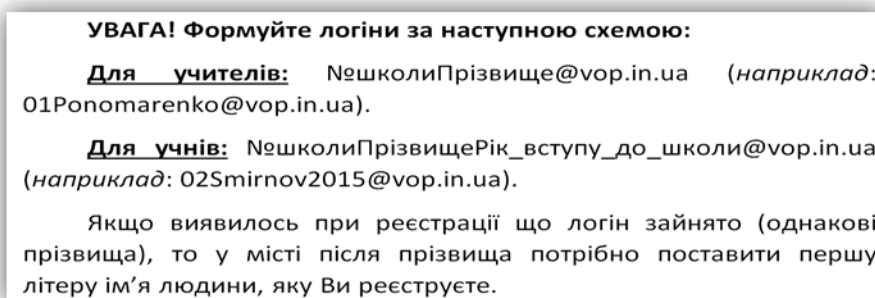 УВАГА! Формуйте логіни за наступною схемою:
Для учителів: №школиПрізвище@vop.in.ua (наприклад:
01Ponomarenko@vop.in.ua).
Для учнів: №школиПрізвищеРік_вступу_до_школи@vop.in.ua
(наприклад: 02Smirnov2015@vop.in.ua).
Якщо виявилось при реєстрації що логін зайнято (однакові
прізвища), то у місті після прізвища потрібно поставити першу
літеру ім’я людини, яку Ви реєструєте.